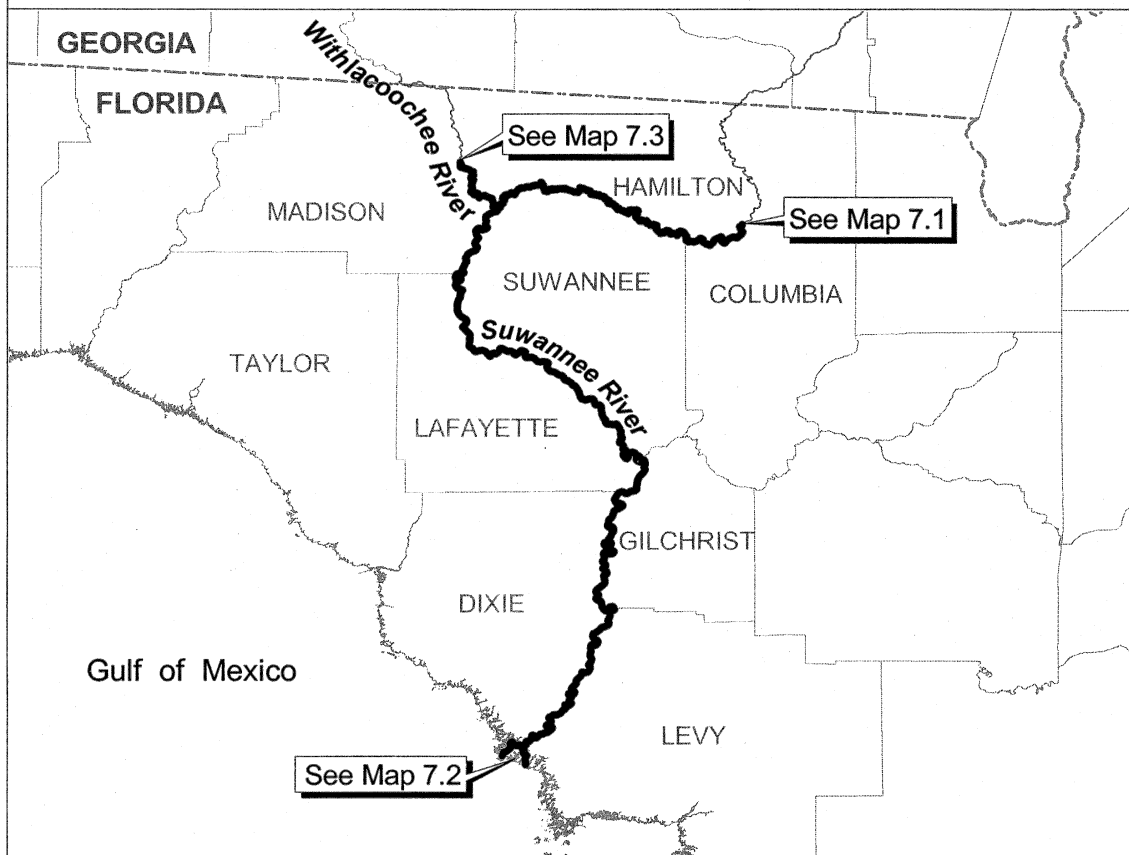 GEORGIA
Withlacoochee River
FLORIDA
See Map 7.3
HAMILTON
MADISON
See Map 7.1
SUWANNEE
COLUMBIA
Suwannee River
TAYLOR
LAFAYETTE
GILCHRIST
DIXIE
Gulf of Mexico
LEVY
See Map 7.2